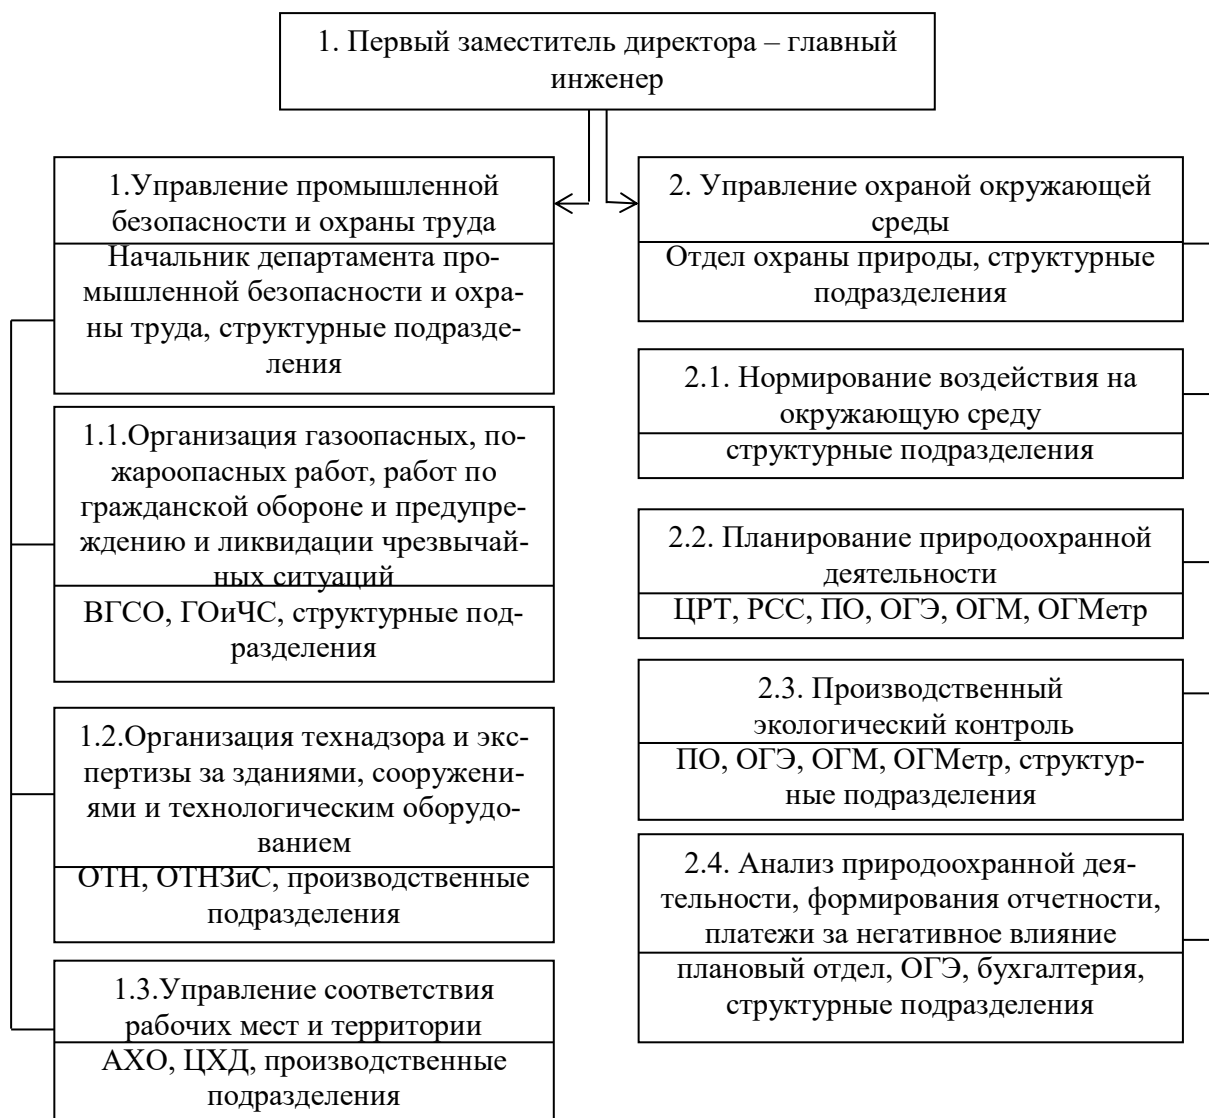 1. Первый заместитель директора – главный
инженер
1.Управление промышленной
безопасности и охраны труда
Начальник департамента про-
мышленной безопасности и охра-
ны труда, структурные подразде-
ления
1.1.Организация газоопасных, по-
жароопасных работ, работ по
гражданской обороне и предупре-
ждению и ликвидации чрезвычай-
ных ситуаций
ВГСО, ГОиЧС, структурные под-
разделения
1.2.Организация технадзора и экс-
пертизы за зданиями, сооружени-
ями и технологическим оборудо-
ванием
ОТН, ОТНЗиС, производственные
подразделения
1.3.Управление соответствия
рабочих мест и территории
АХО, ЦХД, производственные
подразделения
2. Управление охраной окружающей
среды
Отдел охраны природы, структурные
подразделения
2.1. Нормирование воздействия на
окружающую среду
структурные подразделения
2.2. Планирование природоохранной
деятельности
ЦРТ, РСС, ПО, ОГЭ, ОГМ, ОГМетр
2.3. Производственный
экологический контроль
ПО, ОГЭ, ОГМ, ОГМетр, структур-
ные подразделения
2.4. Анализ природоохранной дея-
тельности, формирования отчетности,
платежи за негативное влияние
плановый отдел, ОГЭ, бухгалтерия,
структурные подразделения